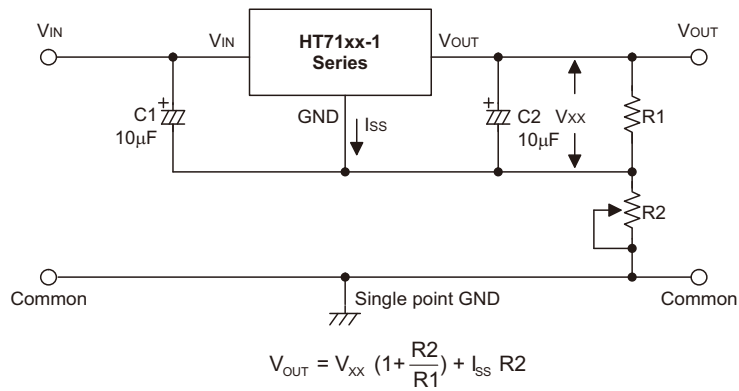 VIN
VIN
HT71xx-1
Series
VOUT
VOUT
C1
10μF
GND
ISS
C2
10μF
VXX
R1
R2
Common
Single point GND
Common
VOUT = VXX (1+R2/R1) + ISS R2